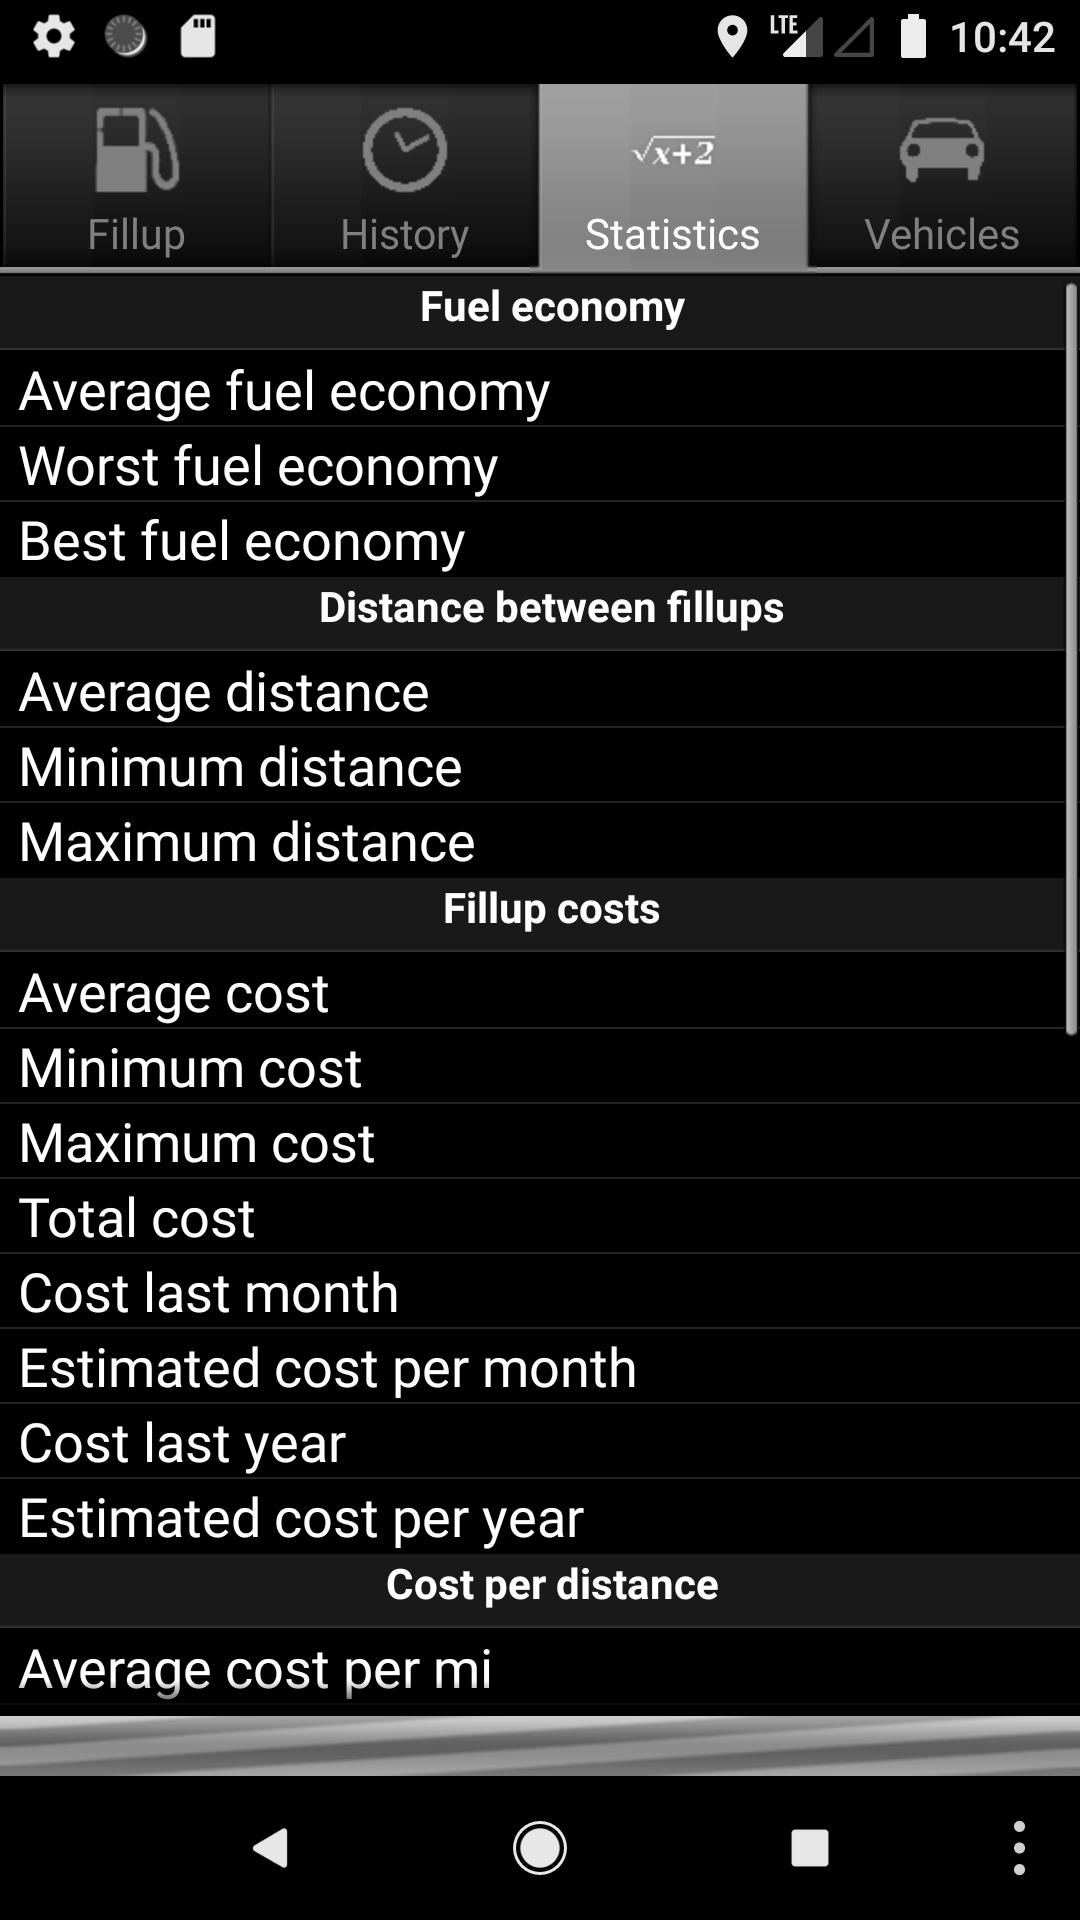 LTE 10:42
√x+2
Fillup History Statistics Vehicles
Fuel economy
Average fuel economy
Worst fuel economy
Best fuel economy
Distance between fillups
Average distance
Minimum distance
Maximum distance
Fillup costs
Average cost
Minimum cost
Maximum cost
Total cost
Cost last month
Estimated cost per month
Cost last year
Estimated cost per year
Cost per distance
Average cost per mi